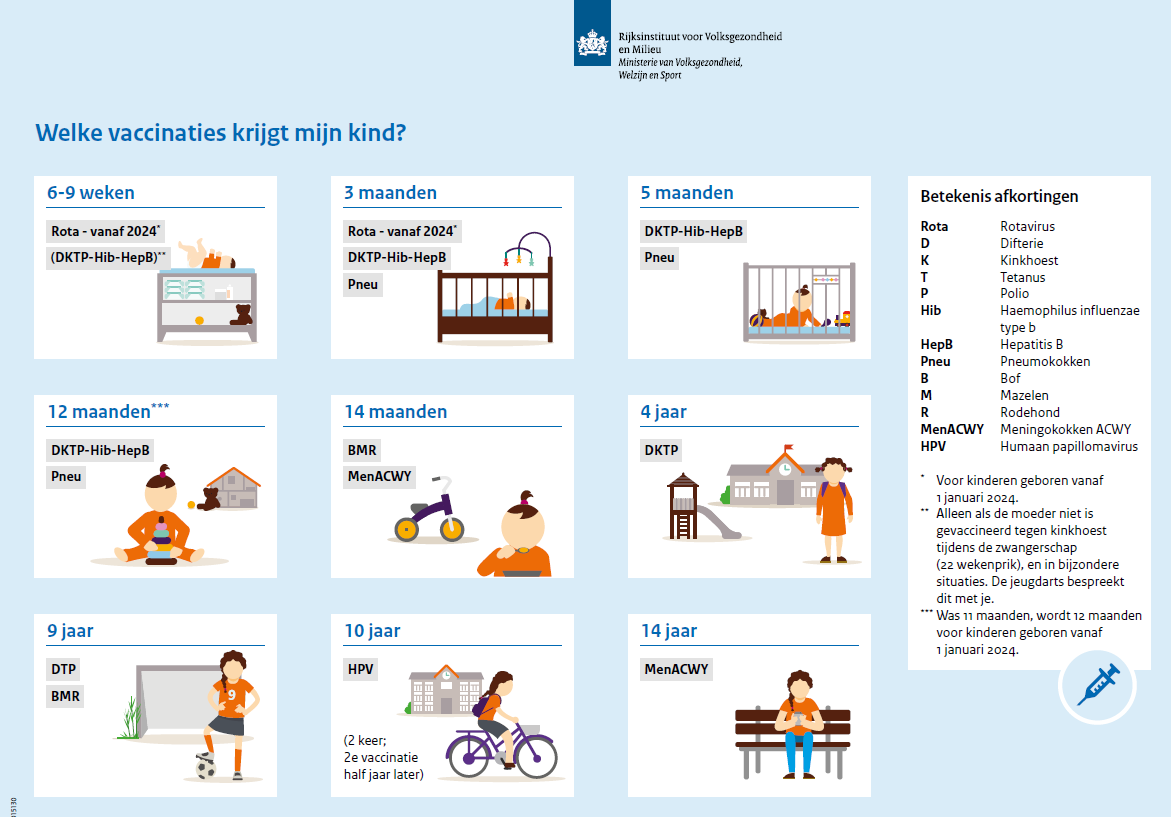 Rijksinstituut voor Volksgezondheid
en Milieu
Ministerie van Volksgezondheid,
Welzijn en Sport
Welke vaccinaties krijgt mijn kind?
6-9 weken
Rota - vanaf 2024*
(DKTP-Hib-HepB)**
3 maanden
Rota - vanaf 2024*
DKTP-Hib-HepB
Pneu
5 maanden
DKTP-Hib-HepB
Pneu
12 maanden***
DKTP-Hib-HepB
Pneu
14 maanden
BMR
MenACWY
4 jaar
DKTP
9 jaar
DTP
BMR
9
10 jaar
HPV
(2 keer;
2e vaccinatie
half jaar later)
14 jaar
MenACWY
Betekenis afkortingen
Rota Rotavirus
D Difterie
K Kinkhoest
T Tetanus
P Polio
Hib Haemophilus influenzae
type b
HepB Hepatitis B
Pneu Pneumokokken
B Bof
M Mazelen
R Rodehond
MenACWY Meningokokken ACWY
HPV Humaan papillomavirus
* Voor kinderen geboren vanaf
1 januari 2024.
** Alleen als de moeder niet is
gevaccineerd tegen kinkhoest
tijdens de zwangerschap
(22 wekenprik), en in bijzondere
situaties. De jeugdarts bespreekt
dit met je.
*** Was 11 maanden, wordt 12 maanden
voor kinderen geboren vanaf
1 januari 2024.